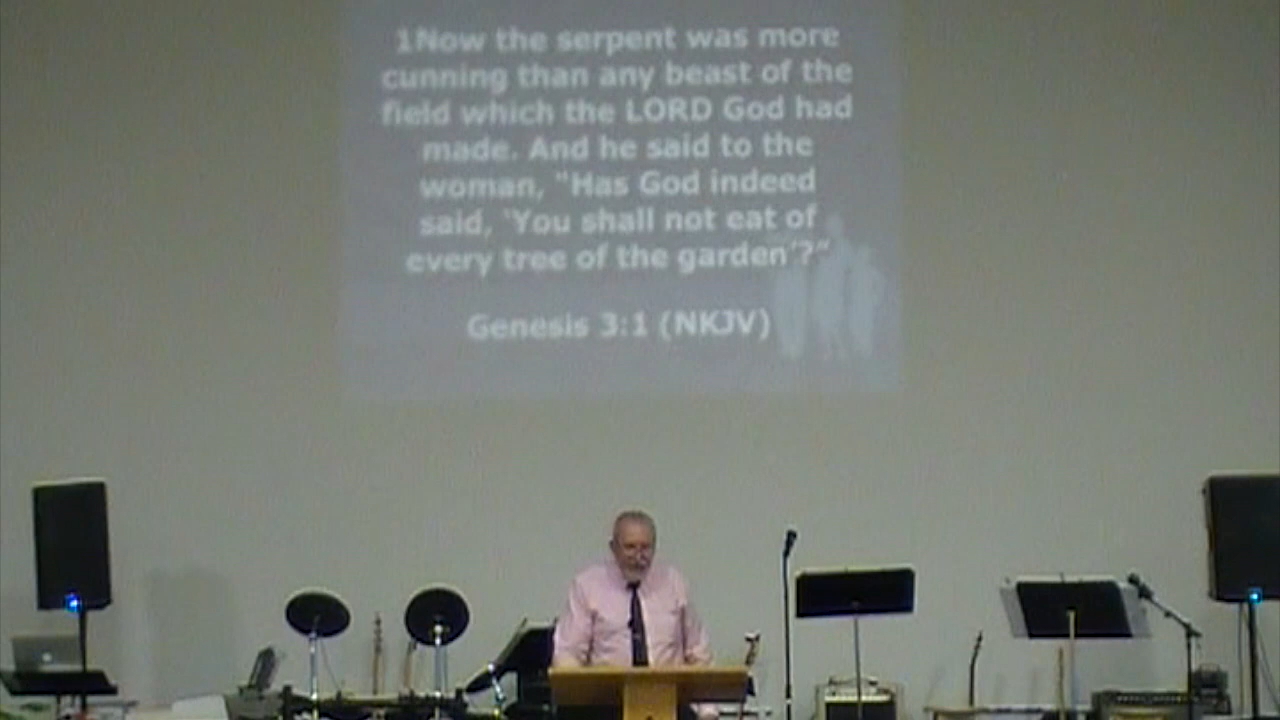 1Now the serpent was more
cunning than any beast of the
field which the LORD God had
made. And he said to the
woman, "Has God indeed
said, 'You shall not eat of
every tree of the garden'?"
Genesis 3:1 (NKJV)